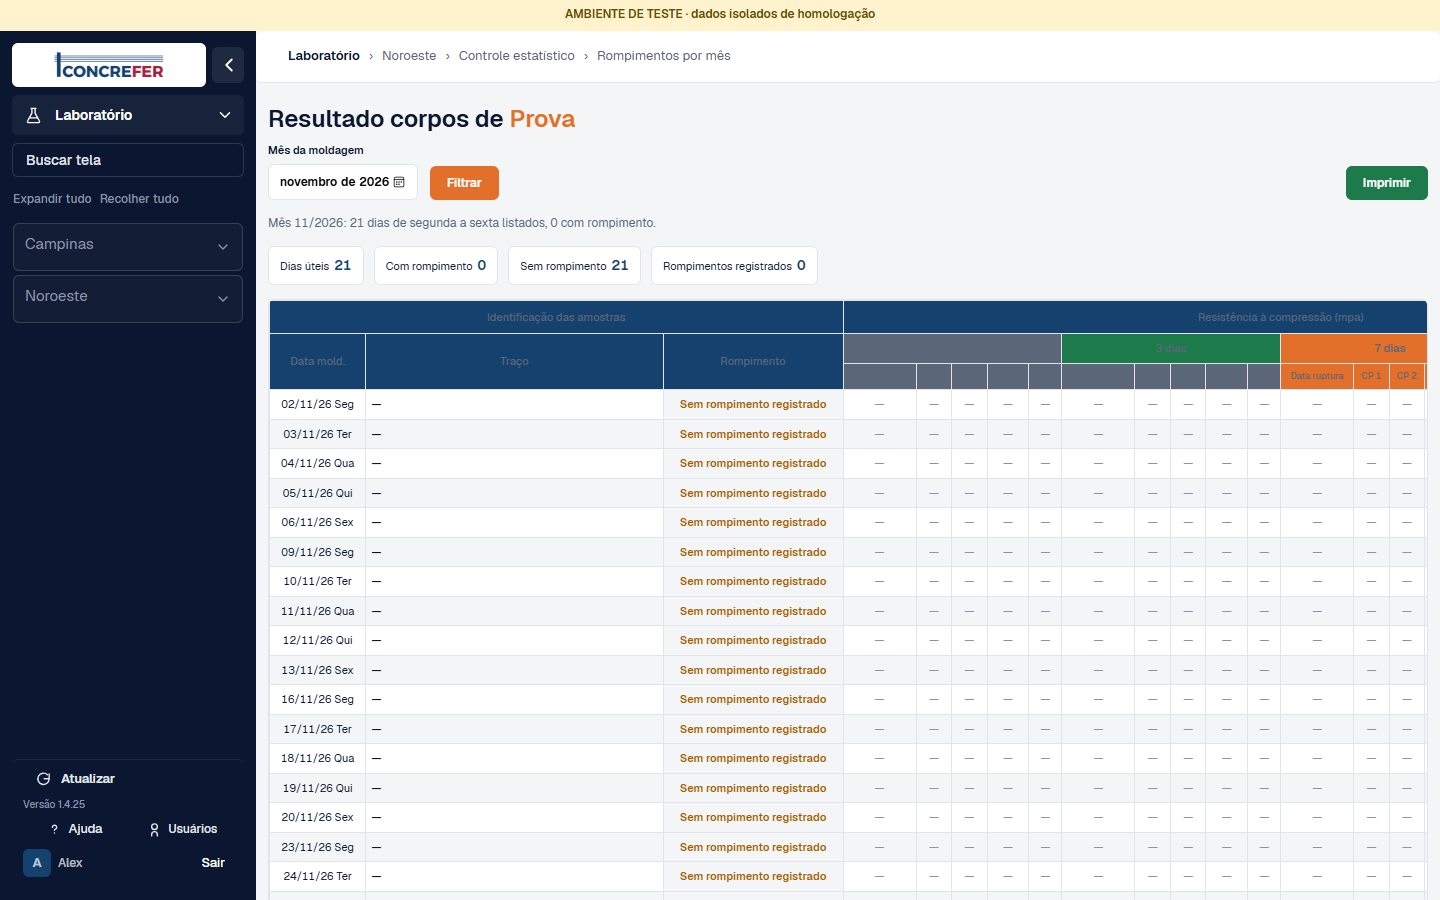 AMBIENTE DE TESTE · dados isolados de homologação
CONCREFER
Laboratório
Buscar tela
Expandir tudo Recolher tudo
Campinas
Noroeste
Atualizar
Versão 1.4.25
? Ajuda
Usuários
A Alex
Sair
Laboratório › Noroeste › Controle estatístico › Rompimentos por mês
Resultado corpos de Prova
Mês da moldagem
novembro de 2026
Filtrar
Imprimir
Mês 11/2026: 21 dias de segunda a sexta listados, 0 com rompimento.
Dias úteis 21
Com rompimento 0
Sem rompimento 21
Rompimentos registrados 0
Identificação das amostras Resistência à compressão (mpa)
Data mold. Traço Rompimento 3 dias 7 dias
Data ruptura CP 1 CP 2
02/11/26 Seg — Sem rompimento registrado — — — — — — — — — — — — —
03/11/26 Ter — Sem rompimento registrado — — — — — — — — — — — — —
04/11/26 Qua — Sem rompimento registrado — — — — — — — — — — — — —
05/11/26 Qui — Sem rompimento registrado — — — — — — — — — — — — —
06/11/26 Sex — Sem rompimento registrado — — — — — — — — — — — — —
09/11/26 Seg — Sem rompimento registrado — — — — — — — — — — — — —
10/11/26 Ter — Sem rompimento registrado — — — — — — — — — — — — —
11/11/26 Qua — Sem rompimento registrado — — — — — — — — — — — — —
12/11/26 Qui — Sem rompimento registrado — — — — — — — — — — — — —
13/11/26 Sex — Sem rompimento registrado — — — — — — — — — — — — —
16/11/26 Seg — Sem rompimento registrado — — — — — — — — — — — — —
17/11/26 Ter — Sem rompimento registrado — — — — — — — — — — — — —
18/11/26 Qua — Sem rompimento registrado — — — — — — — — — — — — —
19/11/26 Qui — Sem rompimento registrado — — — — — — — — — — — — —
20/11/26 Sex — Sem rompimento registrado — — — — — — — — — — — — —
23/11/26 Seg — Sem rompimento registrado — — — — — — — — — — — — —
24/11/26 Ter — Sem rompimento registrado — — — — — — — — — — — — —